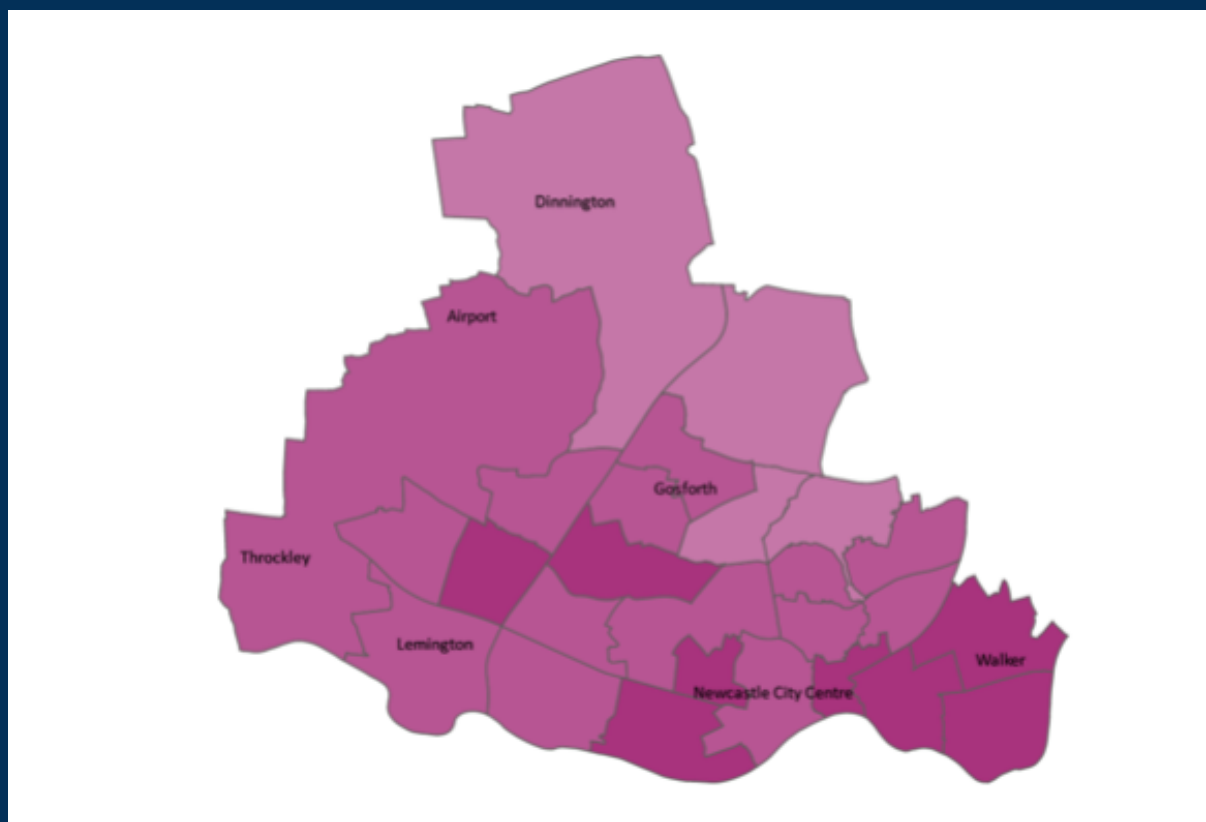 Dinnington
Airport
Gosforth
Throckley
Lemington
Walker
Newcastle City Centre